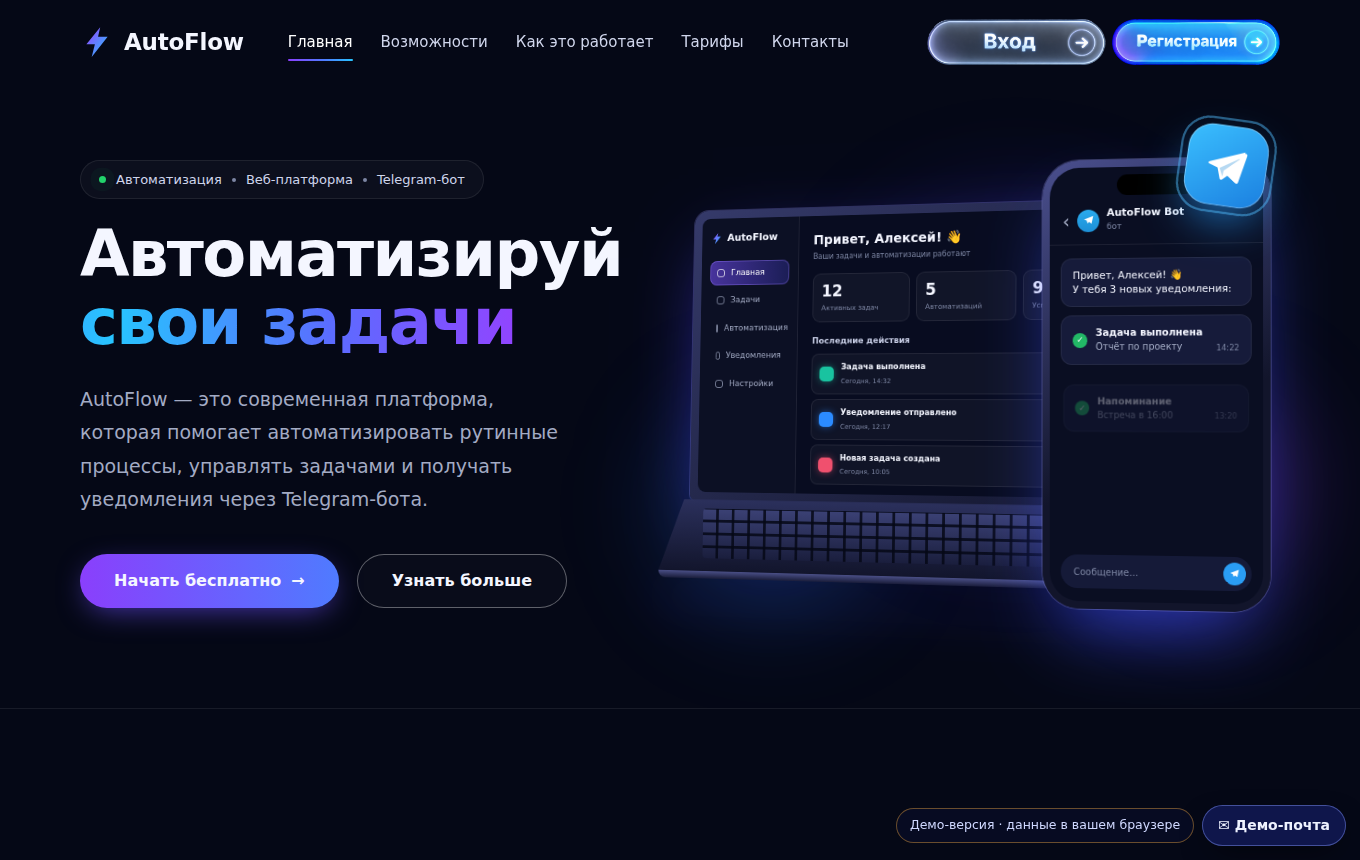 AutoFlow
Главная
Возможности
Как это работает
Тарифы
Контакты
Вход
Регистрация
Автоматизация • Веб-платформа • Telegram-бот
Автоматизируй
свои задачи
AutoFlow — это современная платформа,
которая помогает автоматизировать рутинные
процессы, управлять задачами и получать
уведомления через Telegram-бота.
Начать бесплатно →
Узнать больше
AutoFlow
Главная
Задачи
Автоматизация
Уведомления
Настройки
Привет, Алексей! 👋
Ваши задачи и автоматизации работают
12
Активных задач
5
Автоматизаций
9
Последние действия
Задача выполнена
Сегодня, 14:32
Уведомление отправлено
Сегодня, 12:17
Новая задача создана
Сегодня, 10:05
AutoFlow Bot
бот
Привет, Алексей! 👋
У тебя 3 новых уведомления:
Задача выполнена
Отчёт по проекту 14:22
Напоминание
Встреча в 16:00 13:20
Сообщение...
Демо-версия · данные в вашем браузере
✉ Демо-почта